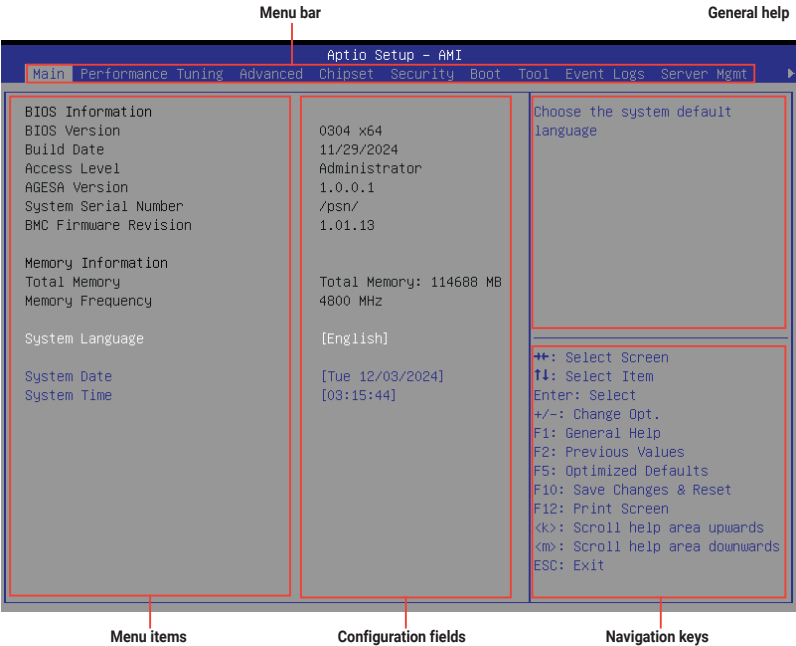 Menu bar
General help
Aptio Setup - AMI
Main Performance Tuning Advanced Chipset Security Boot Tool Event Logs Server Mgmt
BIOS Information
BIOS Version 0304 x64
Build Date 11/29/2024
Access Level Administrator
AGESA Version 1.0.0.1
System Serial Number /psn/
BMC Firmware Revision 1.01.13
Memory Information
Total Memory Total Memory: 114688 MB
Memory Frequency 4800 MHz
System Language [English]
System Date [Tue 12/03/2024]
System Time [03:15:44]
Choose the system default
language
→←: Select Screen
↑↓: Select Item
Enter: Select
+/-: Change Opt.
F1: General Help
F2: Previous Values
F5: Optimized Defaults
F10: Save Changes & Reset
F12: Print Screen
<k>: Scroll help area upwards
<m>: Scroll help area downwards
ESC: Exit
Menu items
Configuration fields
Navigation keys